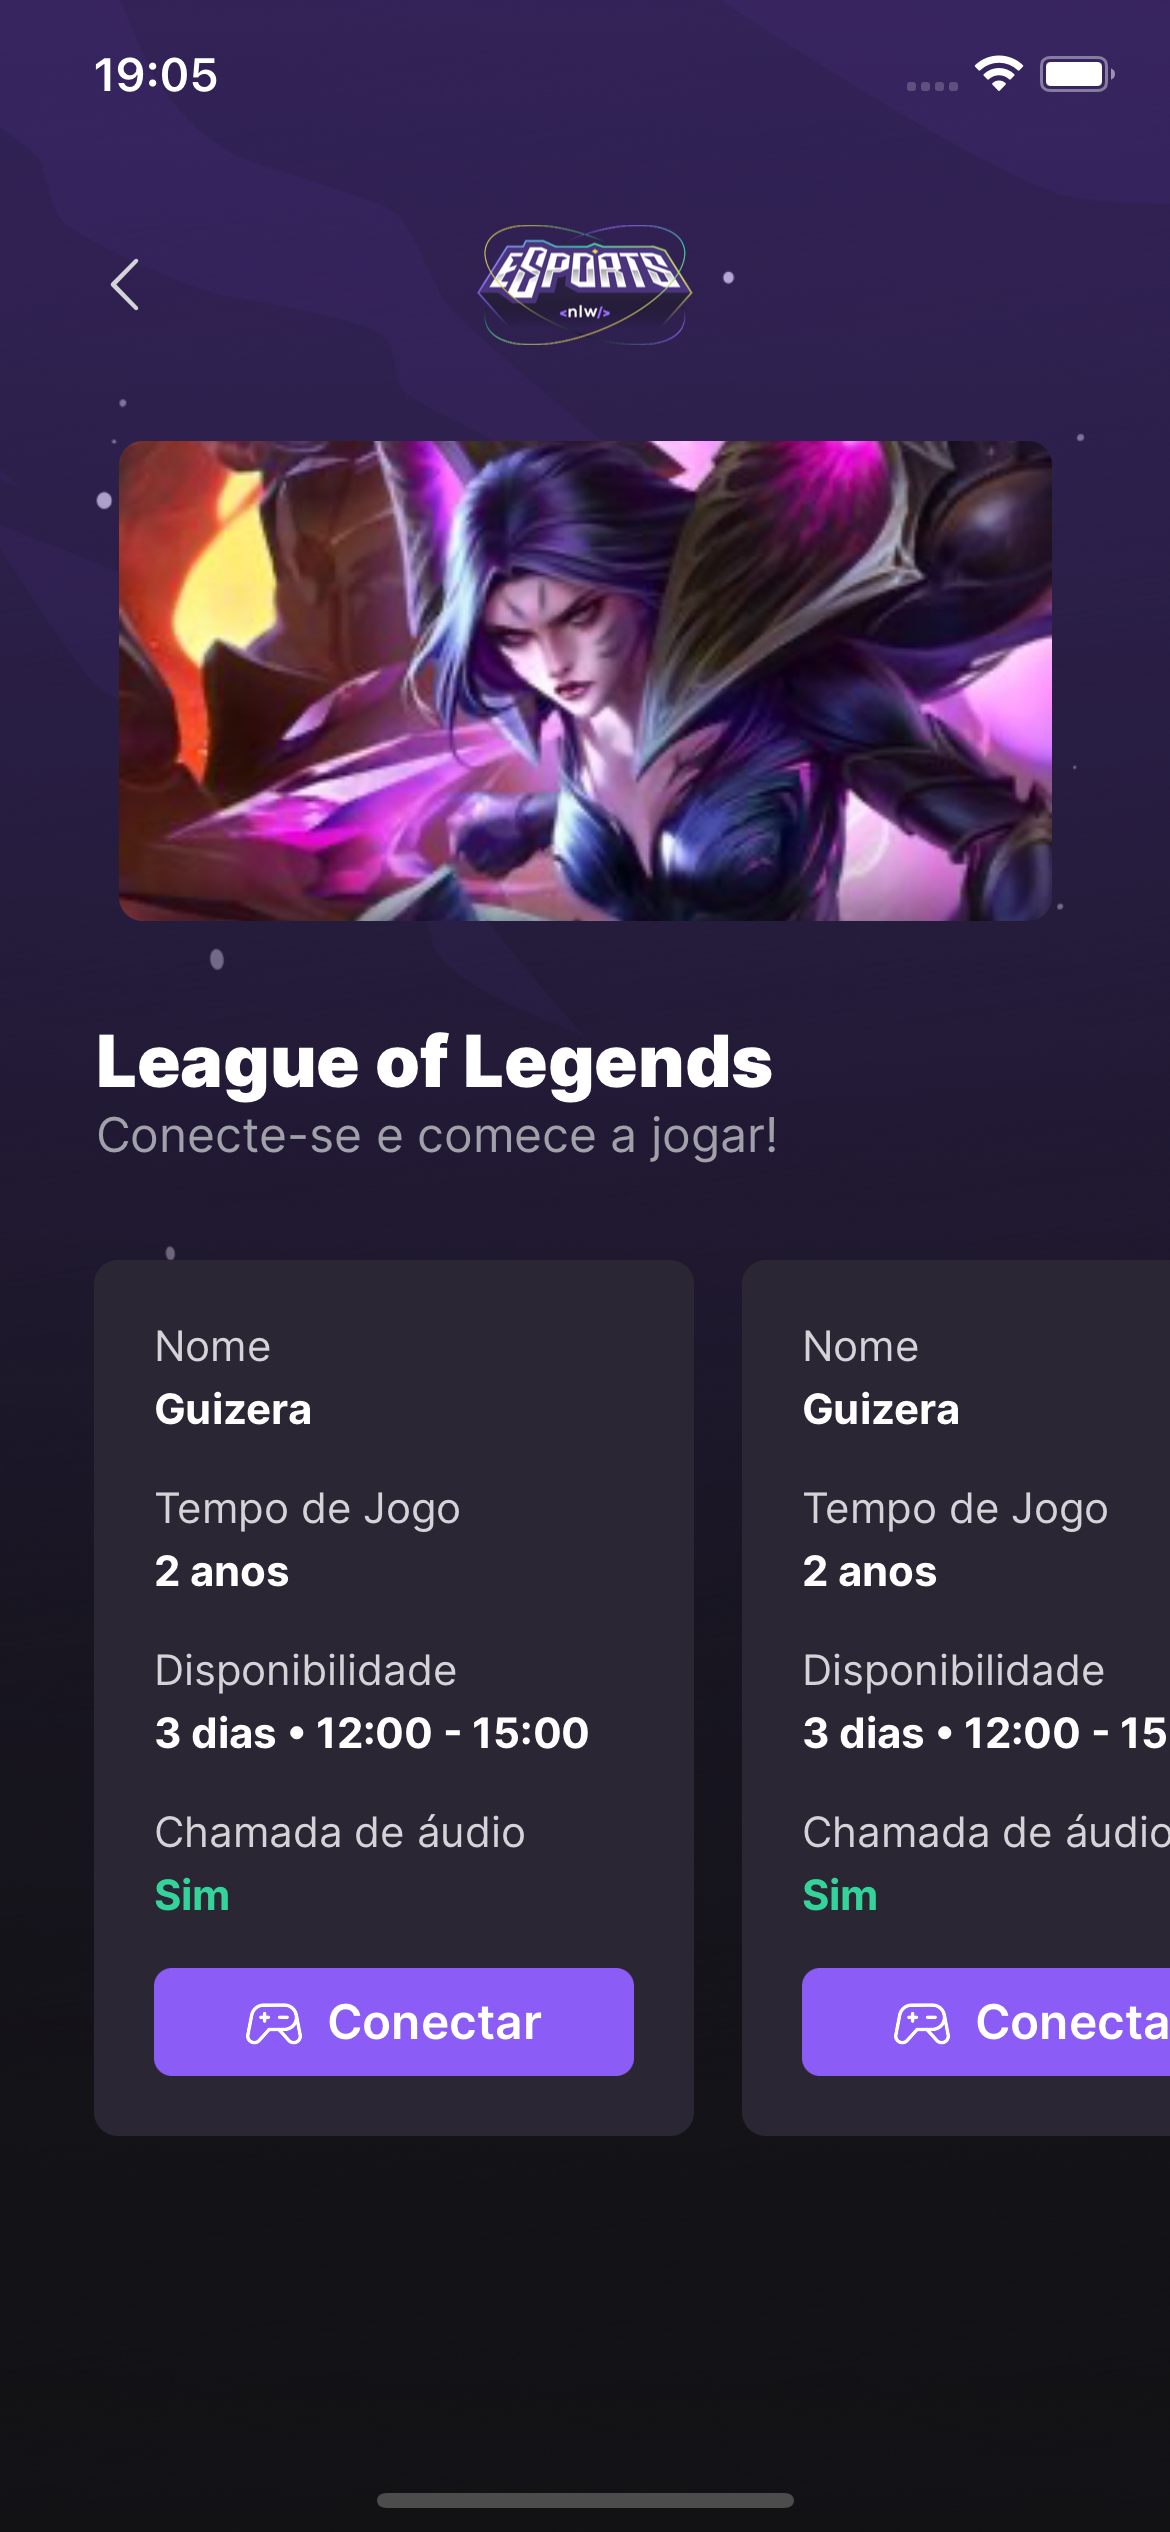 19:05
ESPORTS
<nlw/>
League of Legends
Conecte-se e comece a jogar!
Nome
Guizera
Tempo de Jogo
2 anos
Disponibilidade
3 dias • 12:00 - 15:00
Chamada de áudio
Sim
Conectar
Nome
Guizera
Tempo de Jogo
2 anos
Disponibilidade
3 dias • 12:00 - 15
Chamada de áudio
Sim
Conecta